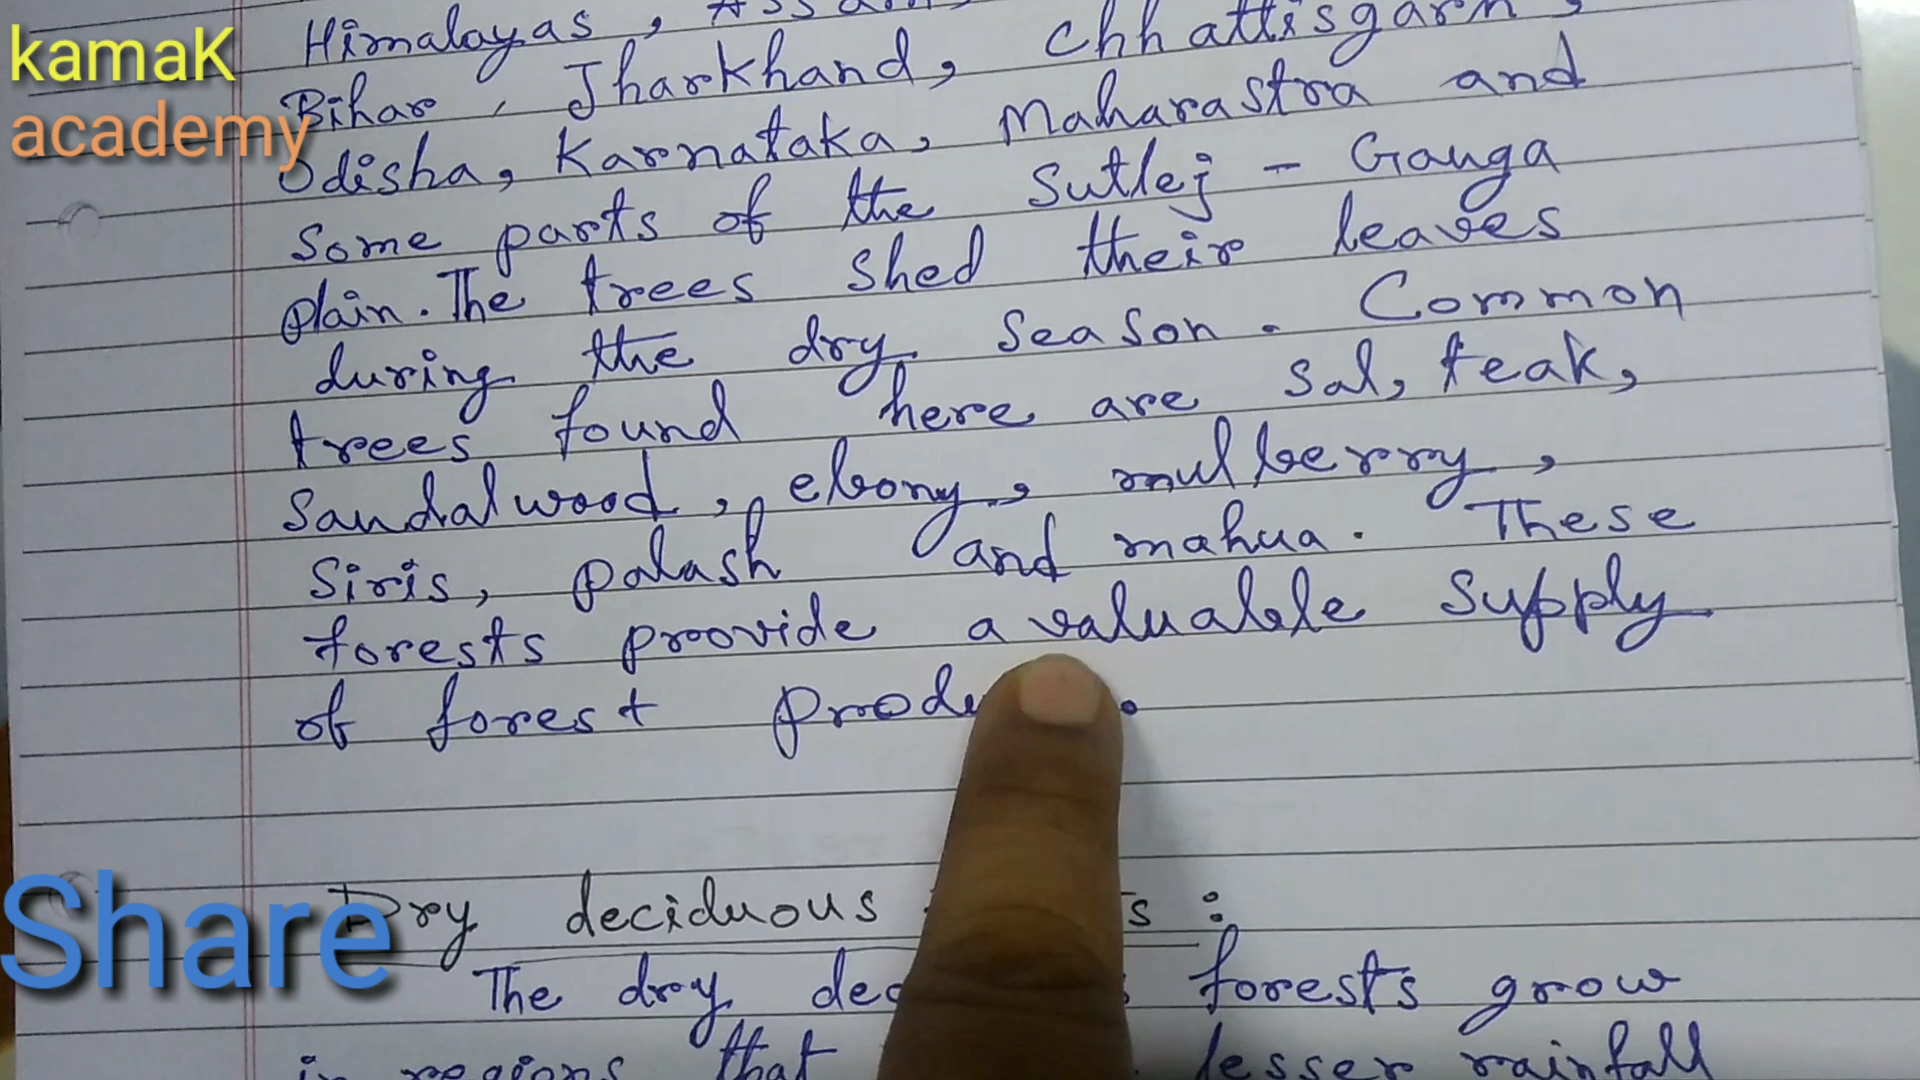 kamaK
academy
Himalayas, Assam,
Bihar, Jharkhand, Chhattisgarh,
Odisha, Karnataka, Maharastra and
Some parts of the Sutlej - Ganga
plain. The trees shed their leaves
during the dry season. Common
trees found here are sal, teak,
Sandalwood, ebony, mulberry,
Siris, palash and mahua. These
forests provide a valuable supply
of forest
Share
Dry deciduous :
The dry forests grow
in regions that lesser rainfall